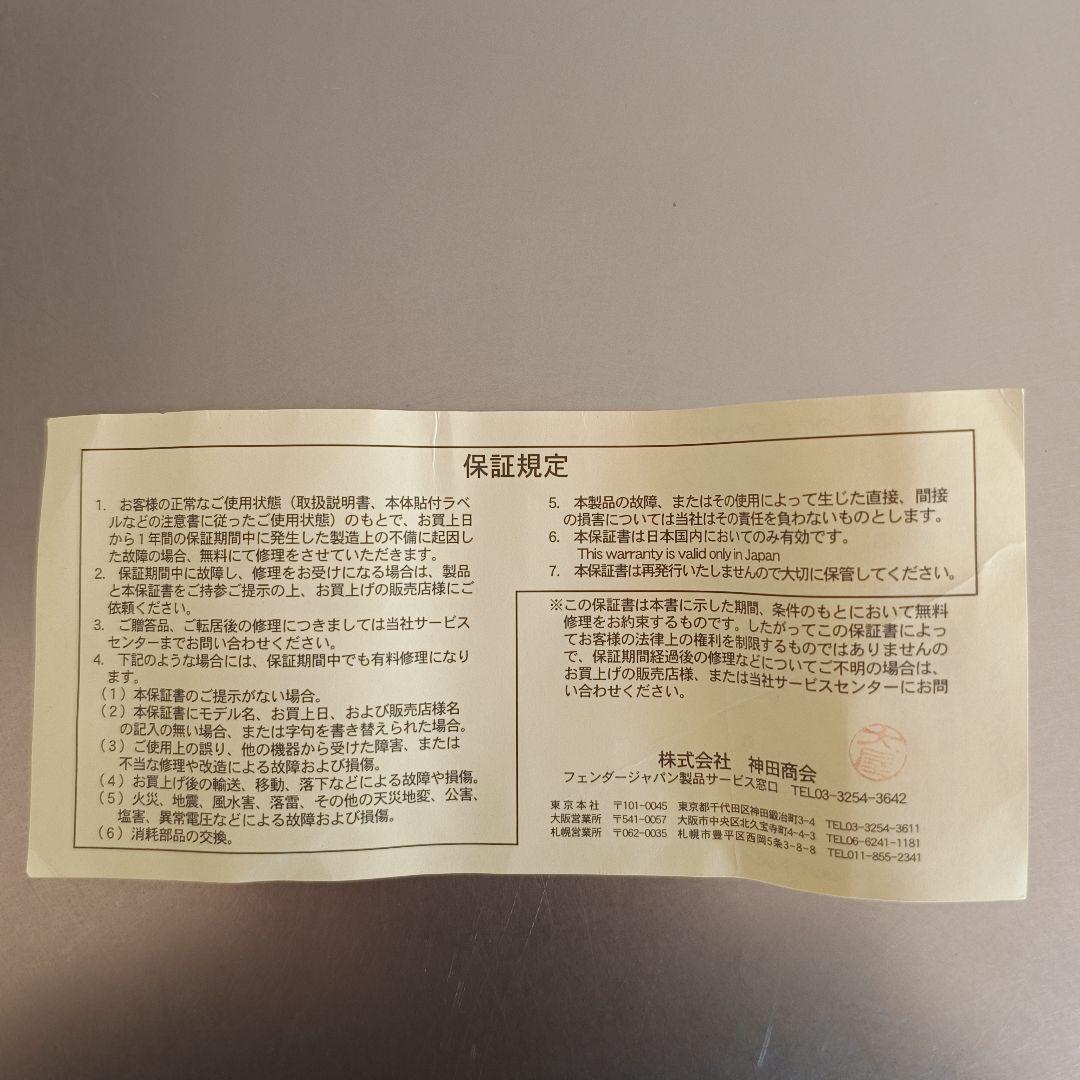 保証規定
1. お客様の正常なご使用状態（取扱説明書、本体貼付ラベ
ルなどの注意書に従ったご使用状態）のもとで、お買上日
から1年間の保証期間中に発生した製造上の不備に起因し
た故障の場合、無料にて修理をさせていただきます。
2. 保証期間中に故障し、修理をお受けになる場合は、製品
と本保証書をご持参ご提示の上、お買上げの販売店様にご
依頼ください。
3. ご贈答品、ご転居後の修理につきましては当社サービス
センターまでお問い合わせください。
4. 下記のような場合には、保証期間中でも有料修理になり
ます。
（1）本保証書のご提示がない場合。
（2）本保証書にモデル名、お買上日、および販売店様名
の記入の無い場合、または字句を書き替えられた場合。
（3）ご使用上の誤り、他の機器から受けた障害、または
不当な修理や改造による故障および損傷。
（4）お買上げ後の輸送、移動、落下などによる故障や損傷。
（5）火災、地震、風水害、落雷、その他の天災地変、公害、
塩害、異常電圧などによる故障および損傷。
（6）消耗部品の交換。
5. 本製品の故障、またはその使用によって生じた直接、間接
の損害については当社はその責任を負わないものとします。
6. 本保証書は日本国内においてのみ有効です。
This warranty is valid only in Japan
7. 本保証書は再発行いたしませんので大切に保管してください。
※この保証書は本書に示した期間、条件のもとにおいて無料
修理をお約束するものです。したがってこの保証書によっ
てお客様の法律上の権利を制限するものではありませんの
で、保証期間経過後の修理などについてご不明の場合は、
お買上げの販売店様、または当社サービスセンターにお問
い合わせください。
株式会社 神田商会
フェンダージャパン製品サービス窓口 TEL03-3254-3642
東京本社 〒101-0045 東京都千代田区神田鍛冶町3-4 TEL03-3254-3611
大阪営業所 〒541-0057 大阪市中央区北久宝寺町4-4-3 TEL06-6241-1181
札幌営業所 〒062-0035 札幌市豊平区西岡5条3-8-8 TEL011-855-2341